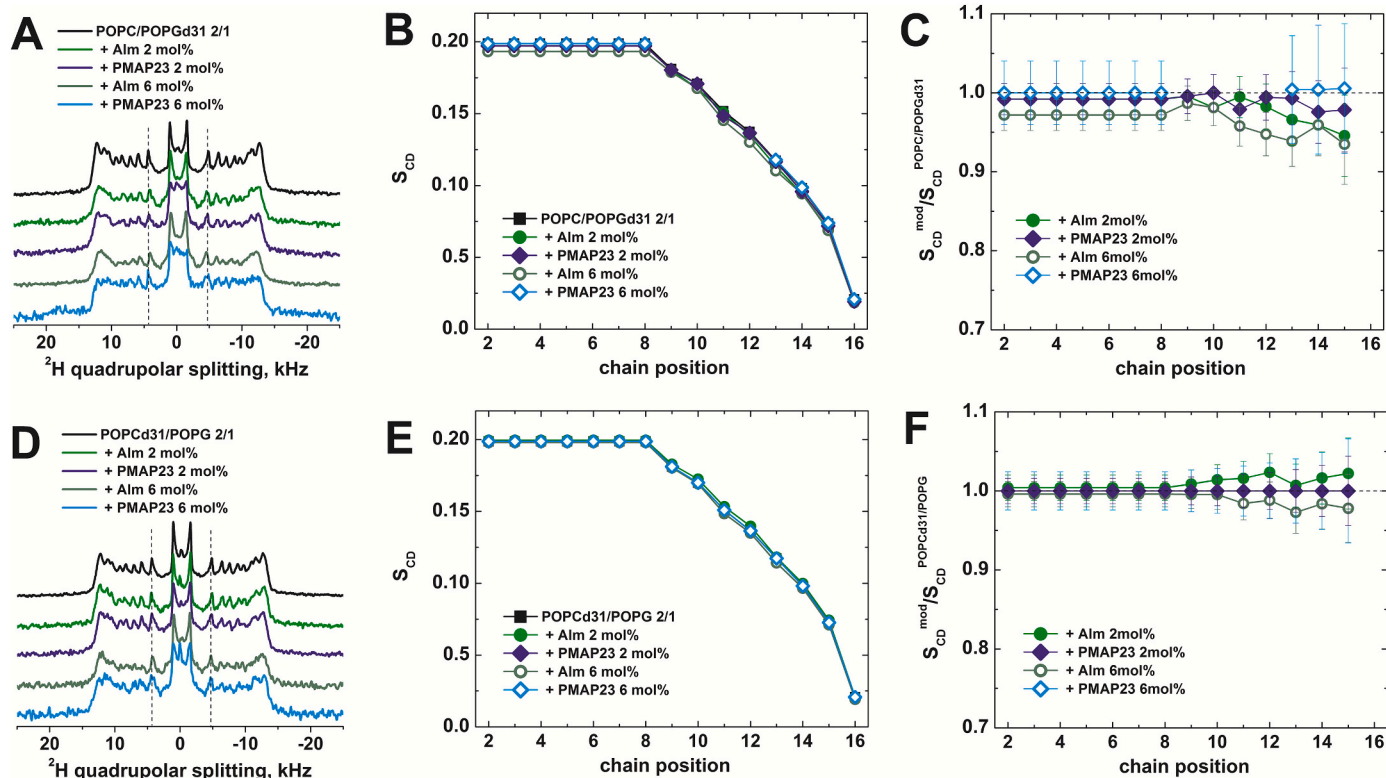 A
POPC/POPGd31 2/1
+ Alm 2 mol%
+ PMAP23 2 mol%
+ Alm 6 mol%
+ PMAP23 6 mol%
20 10 0 -10 -20
²H quadrupolar splitting, kHz
B
0.20
0.15
0.10
0.25
0.0
S_CD
POPC/POPGd31 2/1
+ Alm 2 mol%
+ PMAP23 2 mol%
+ Alm 6 mol%
+ PMAP23 6 mol%
2 4 6 8 10 12 14 16
chain position
C
1.1
1.0
0.9
0.8
0.7
S_CD^mod/S_CD^POPC/POPGd31
+ Alm 2mol%
+ PMAP23 2mol%
+ Alm 6mol%
+ PMAP23 6mol%
2 4 6 8 10 12 14 16
chain position
D
POPCd31/POPG 2/1
+ Alm 2 mol%
+ PMAP23 2 mol%
+ Alm 6 mol%
+ PMAP23 6 mol%
20 10 0 -10 -20
²H quadrupolar splitting, kHz
E
0.20
0.15
0.10
0.25
0.0
S_CD
POPCd31/POPG 2/1
+ Alm 2 mol%
+ PMAP23 2 mol%
+ Alm 6 mol%
+ PMAP23 6 mol%
2 4 6 8 10 12 14 16
chain position
F
1.1
1.0
0.9
0.8
0.7
S_CD^mod/S_CD^POPCd31/POPG
+ Alm 2mol%
+ PMAP23 2mol%
+ Alm 6mol%
+ PMAP23 6mol%
2 4 6 8 10 12 14 16
chain position